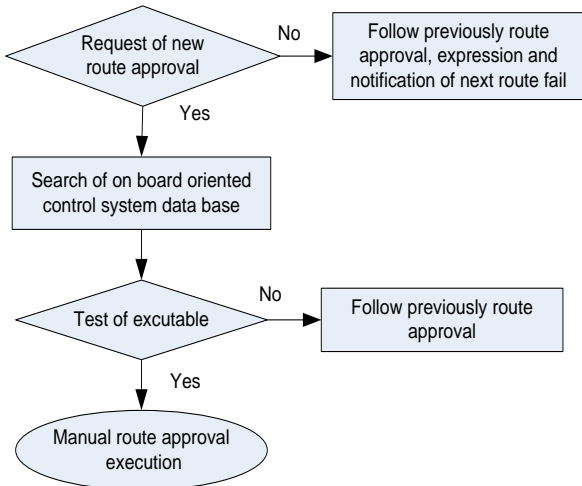 Request of new
route approval
No
Follow previously route
approval, expression and
notification of next route fail
Yes
Search of on board oriented
control system data base
Test of excutable
No
Follow previously route
approval
Yes
Manual route approval
execution